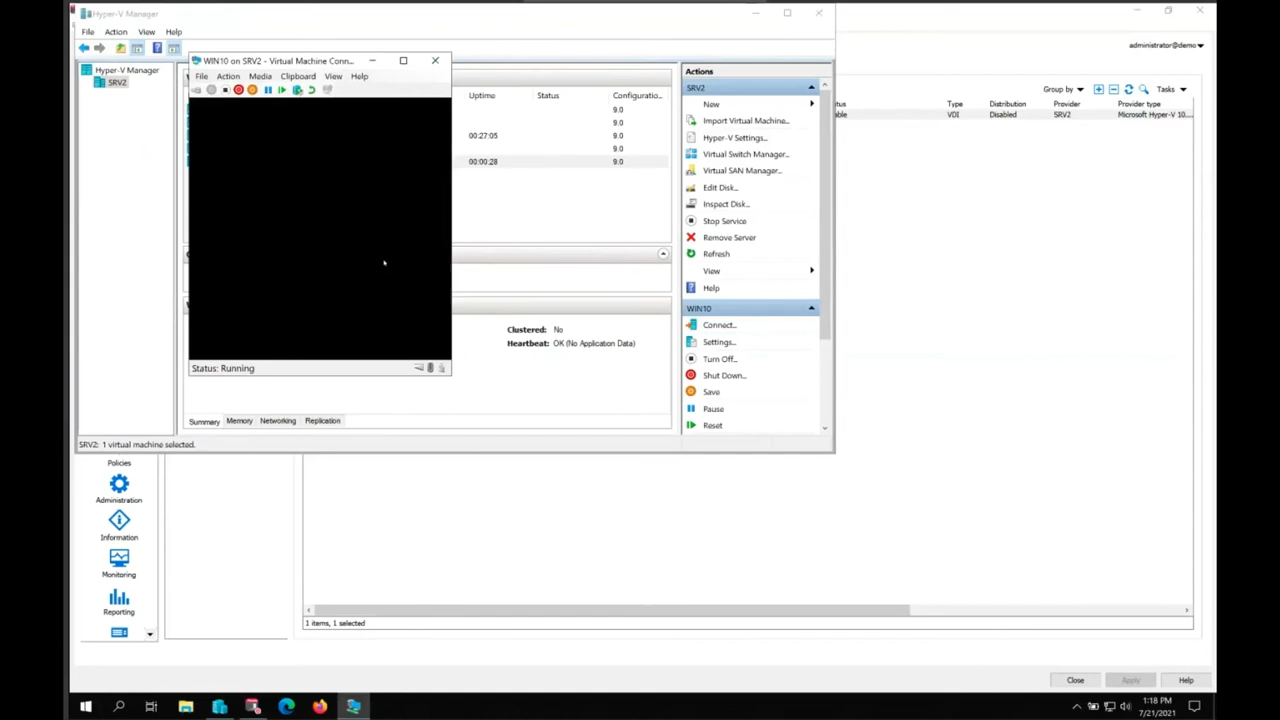 Hyper-V Manager
File Action View Help
administrator@demo
Hyper-V Manager
SRV2
WIN10 on SRV2 - Virtual Machine Conn...
File Action Media Clipboard View Help
Status: Running
Uptime Status Configuratio...
9.0
9.0
00:27:05 9.0
9.0
00:00:28 9.0
Clustered: No
Heartbeat: OK (No Application Data)
Summary Memory Networking Replication
SRV2: 1 virtual machine selected.
Actions
SRV2
New
Import Virtual Machine...
Hyper-V Settings...
Virtual Switch Manager...
Virtual SAN Manager...
Edit Disk...
Inspect Disk...
Stop Service
Remove Server
Refresh
View
Help
WIN10
Connect...
Settings...
Turn Off...
Shut Down...
Save
Pause
Reset
Group by Tasks
Type Distribution Provider Provider type
VDI Disabled SRV2 Microsoft Hyper-V 10....
Policies
Administration
Information
Monitoring
Reporting
1 items, 1 selected
Close Apply Help
1:18 PM
7/21/2021